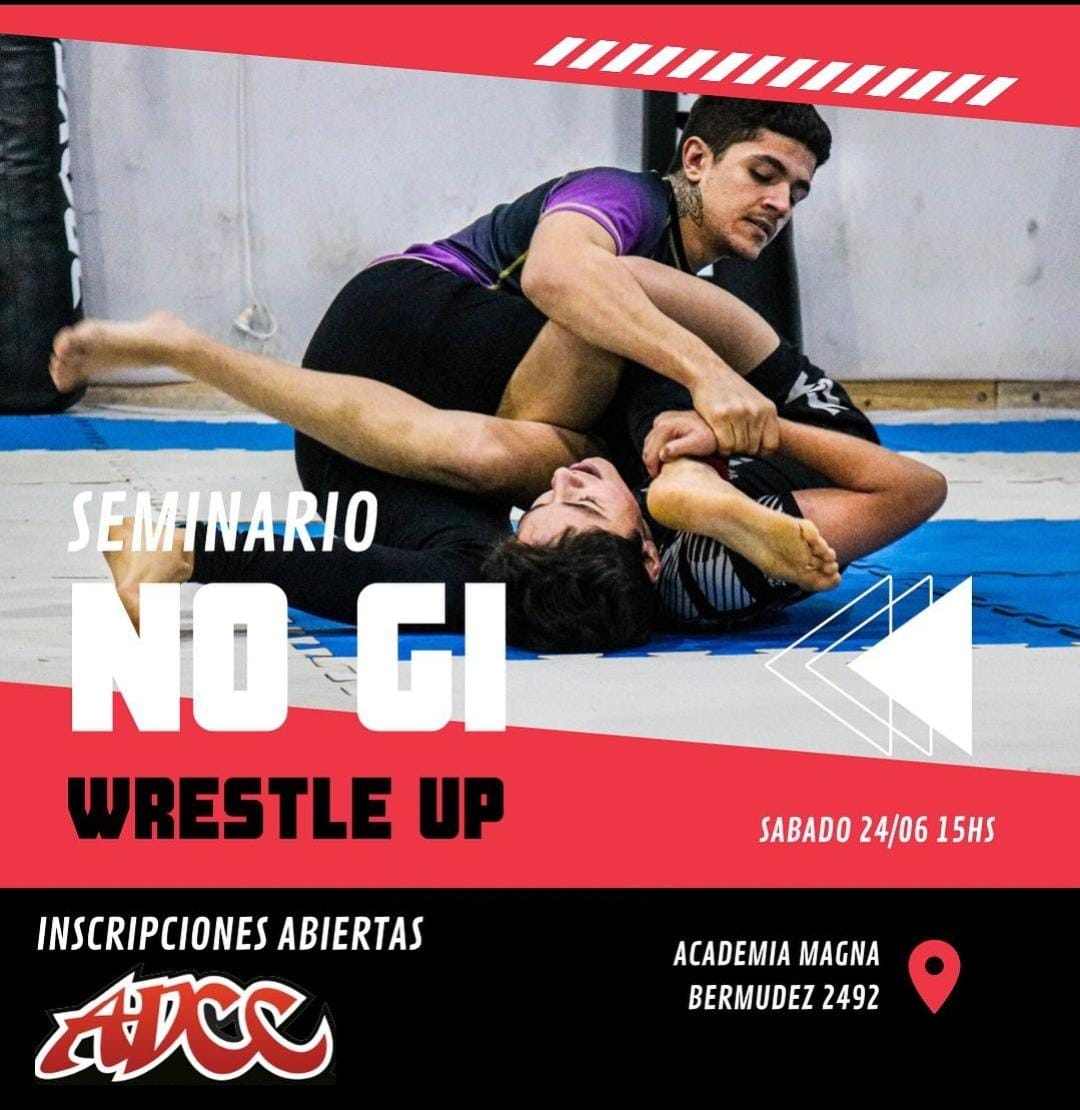 SEMINARIO
NO GI
WRESTLE UP
SABADO 24/06 15HS
INSCRIPCIONES ABIERTAS
ADCC
ACADEMIA MAGNA
BERMUDEZ 2492